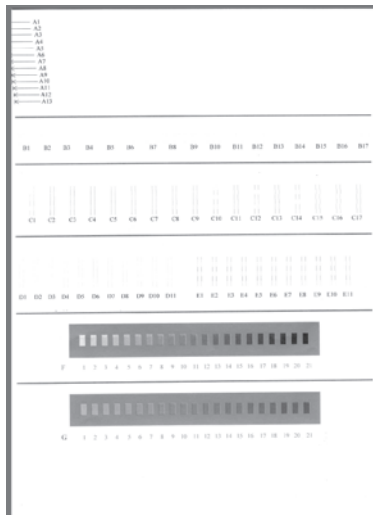 A1
A2
A3
A4
A5
A6
A7
A8
A9
A10
A11
A12
A13
B1 B2 B3 B4 B5 B6 B7 B8 B9 B10 B11 B12 B13 B14 B15 B16 B17
C1 C2 C3 C4 C5 C6 C7 C8 C9 C10 C11 C12 C13 C14 C15 C16 C17
D1 D2 D3 D4 D5 D6 D7 D8 D9 D10 D11 E1 E2 E3 E4 E5 E6 E7 E8 E9 E10 E11
F 1 2 3 4 5 6 7 8 9 10 11 12 13 14 15 16 17 18 19 20 21
G 1 2 3 4 5 6 7 8 9 10 11 12 13 14 15 16 17 18 19 20 21